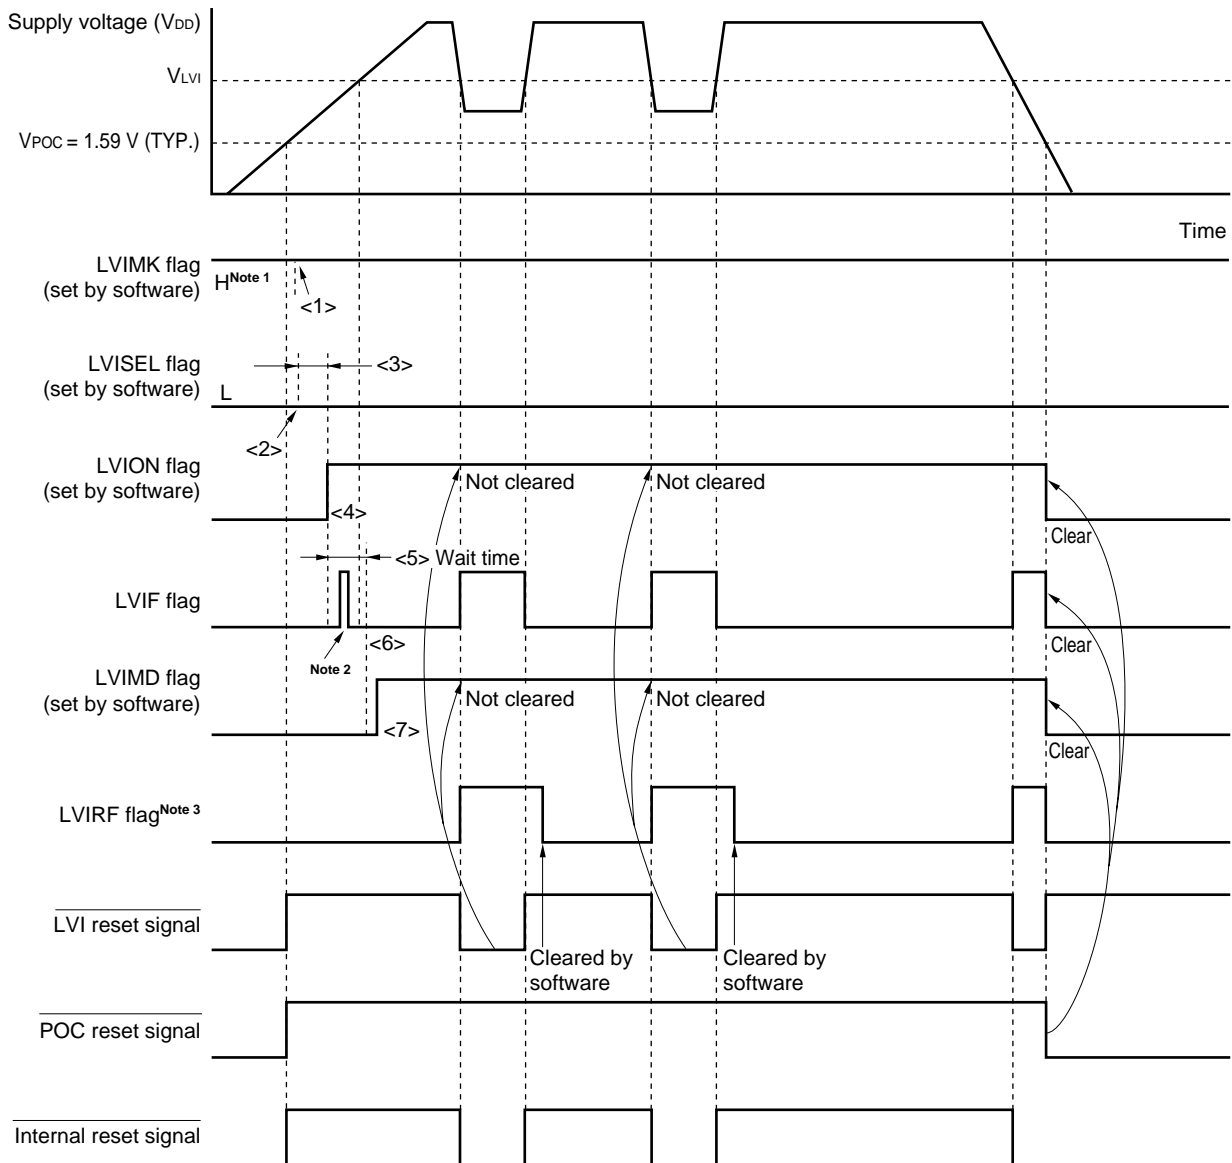 Supply voltage (VDD)
VLVI
VPOC = 1.59 V (TYP.)
Time
LVIMK flag
(set by software)
HNote 1
<1>
LVISEL flag
(set by software)
<3>
L
<2>
LVION flag
(set by software)
Not cleared
Not cleared
<4>
Clear
<5> Wait time
LVIF flag
Note 2
<6>
Clear
LVIMD flag
(set by software)
Not cleared
Not cleared
<7>
Clear
LVIRF flagNote 3
LVI reset signal
Cleared by
software
Cleared by
software
POC reset signal
Internal reset signal